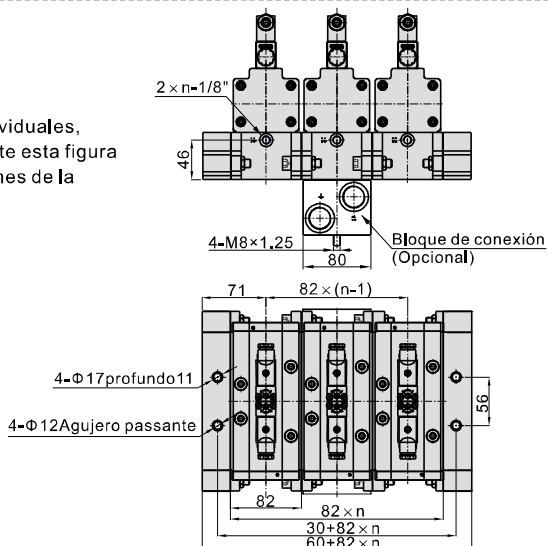 viduales,
te esta figura
nes de la
2×n-1/8"
46
4-M8×1.25
80
Bloque de conexión
(Opcional)
71
82×(n-1)
4-Φ17profundo11
4-Φ12Agujero passante
56
82
82×n
30+82×n
60+82×n